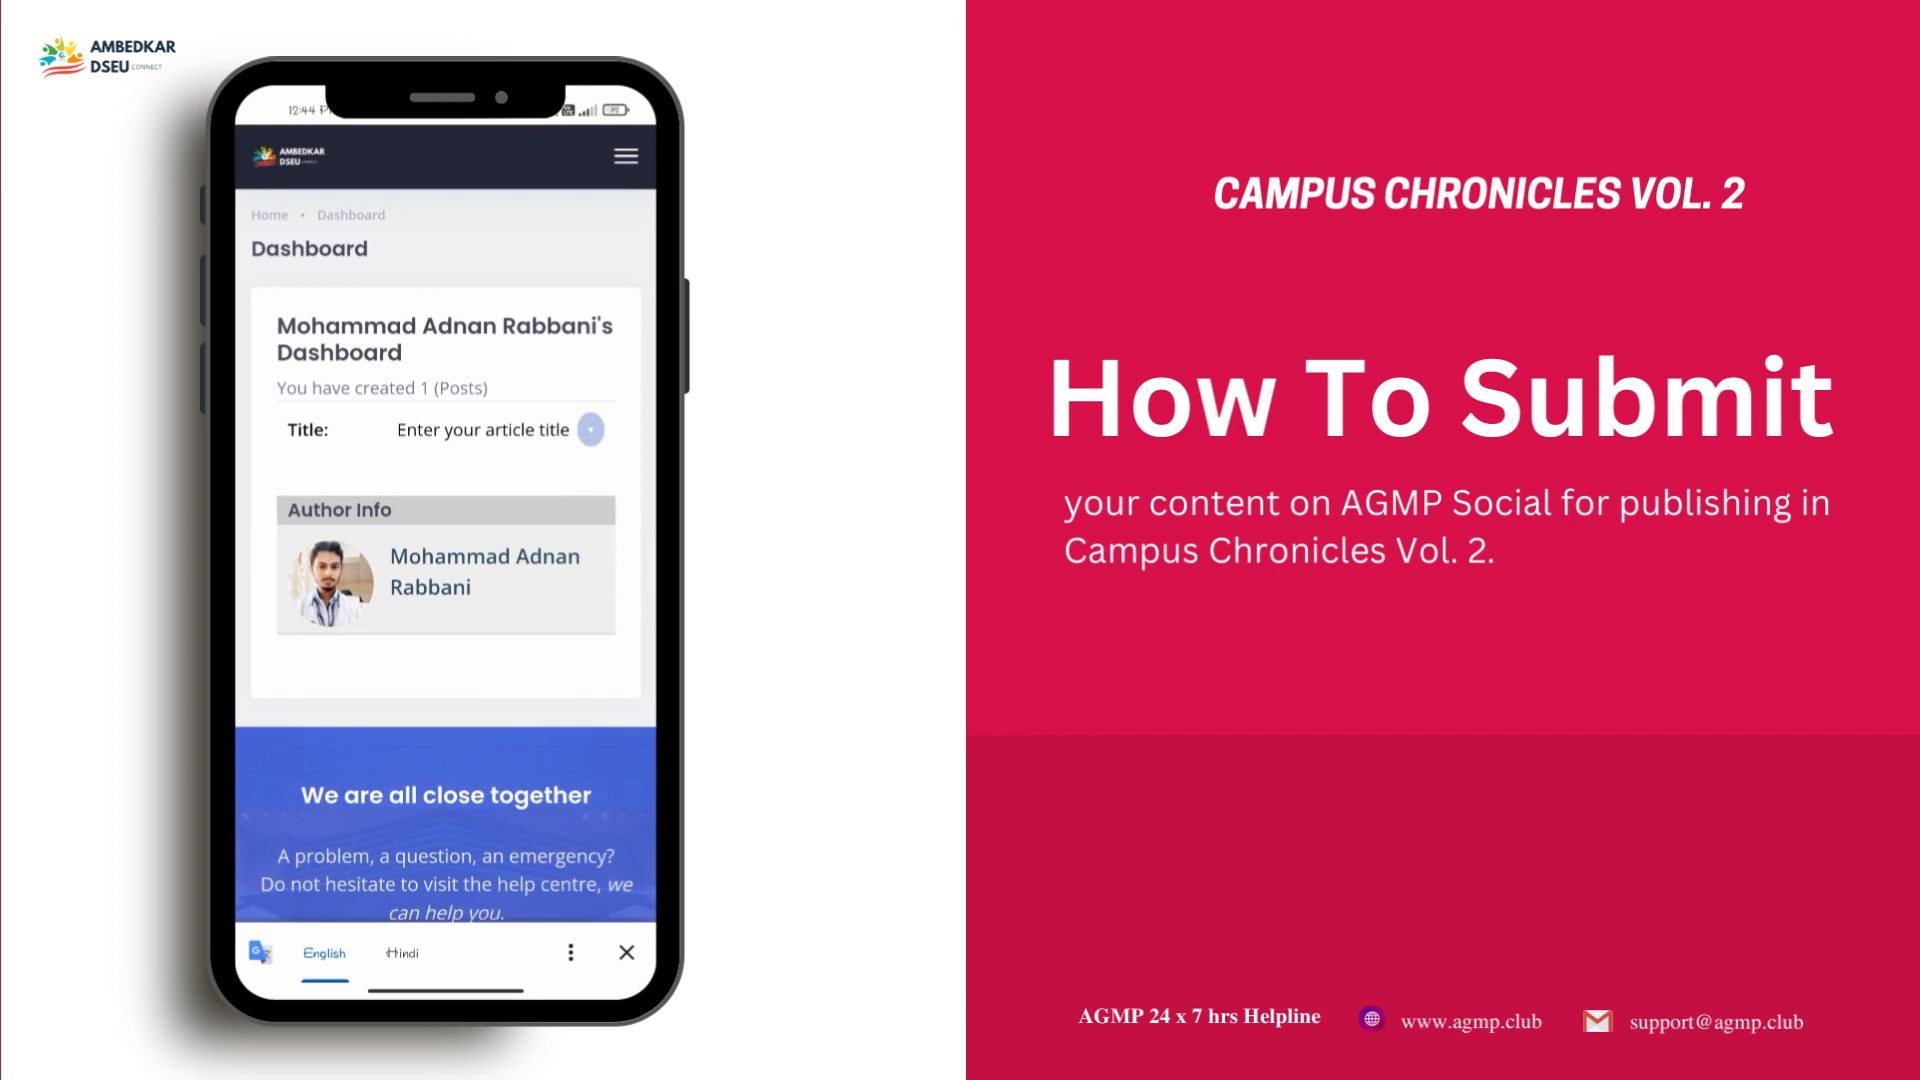 AMBEDKAR
DSEU CONNECT
12:44 P
AMBEDKAR
DSEU
Home • Dashboard
Dashboard
Mohammad Adnan Rabbani's
Dashboard
You have created 1 (Posts)
Title: Enter your article title
Author Info
Mohammad Adnan
Rabbani
We are all close together
A problem, a question, an emergency?
Do not hesitate to visit the help centre, we
can help you.
English Hindi
CAMPUS CHRONICLES VOL. 2
How To Submit
your content on AGMP Social for publishing in
Campus Chronicles Vol. 2.
AGMP 24 x 7 hrs Helpline www.agmp.club support@agmp.club